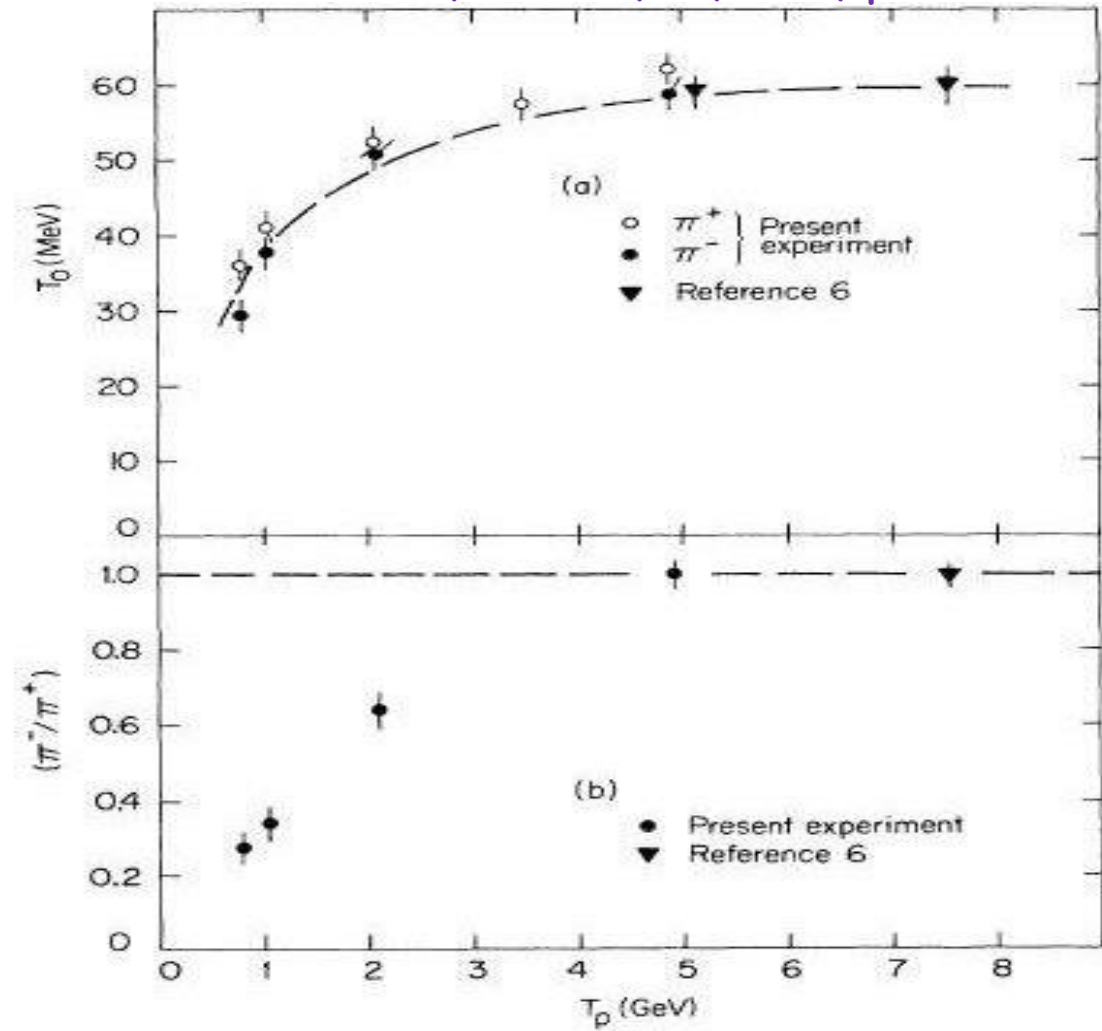 60
50
40
30
20
10
0
T₀ (MeV)
(a)
π⁺ } Present
π⁻ } experiment
Reference 6
1.0
0.8
0.6
0.4
0.2
0
(π⁻/π⁺)
(b)
Present experiment
Reference 6
0 1 2 3 4 5 6 7 8
Tₚ (GeV)